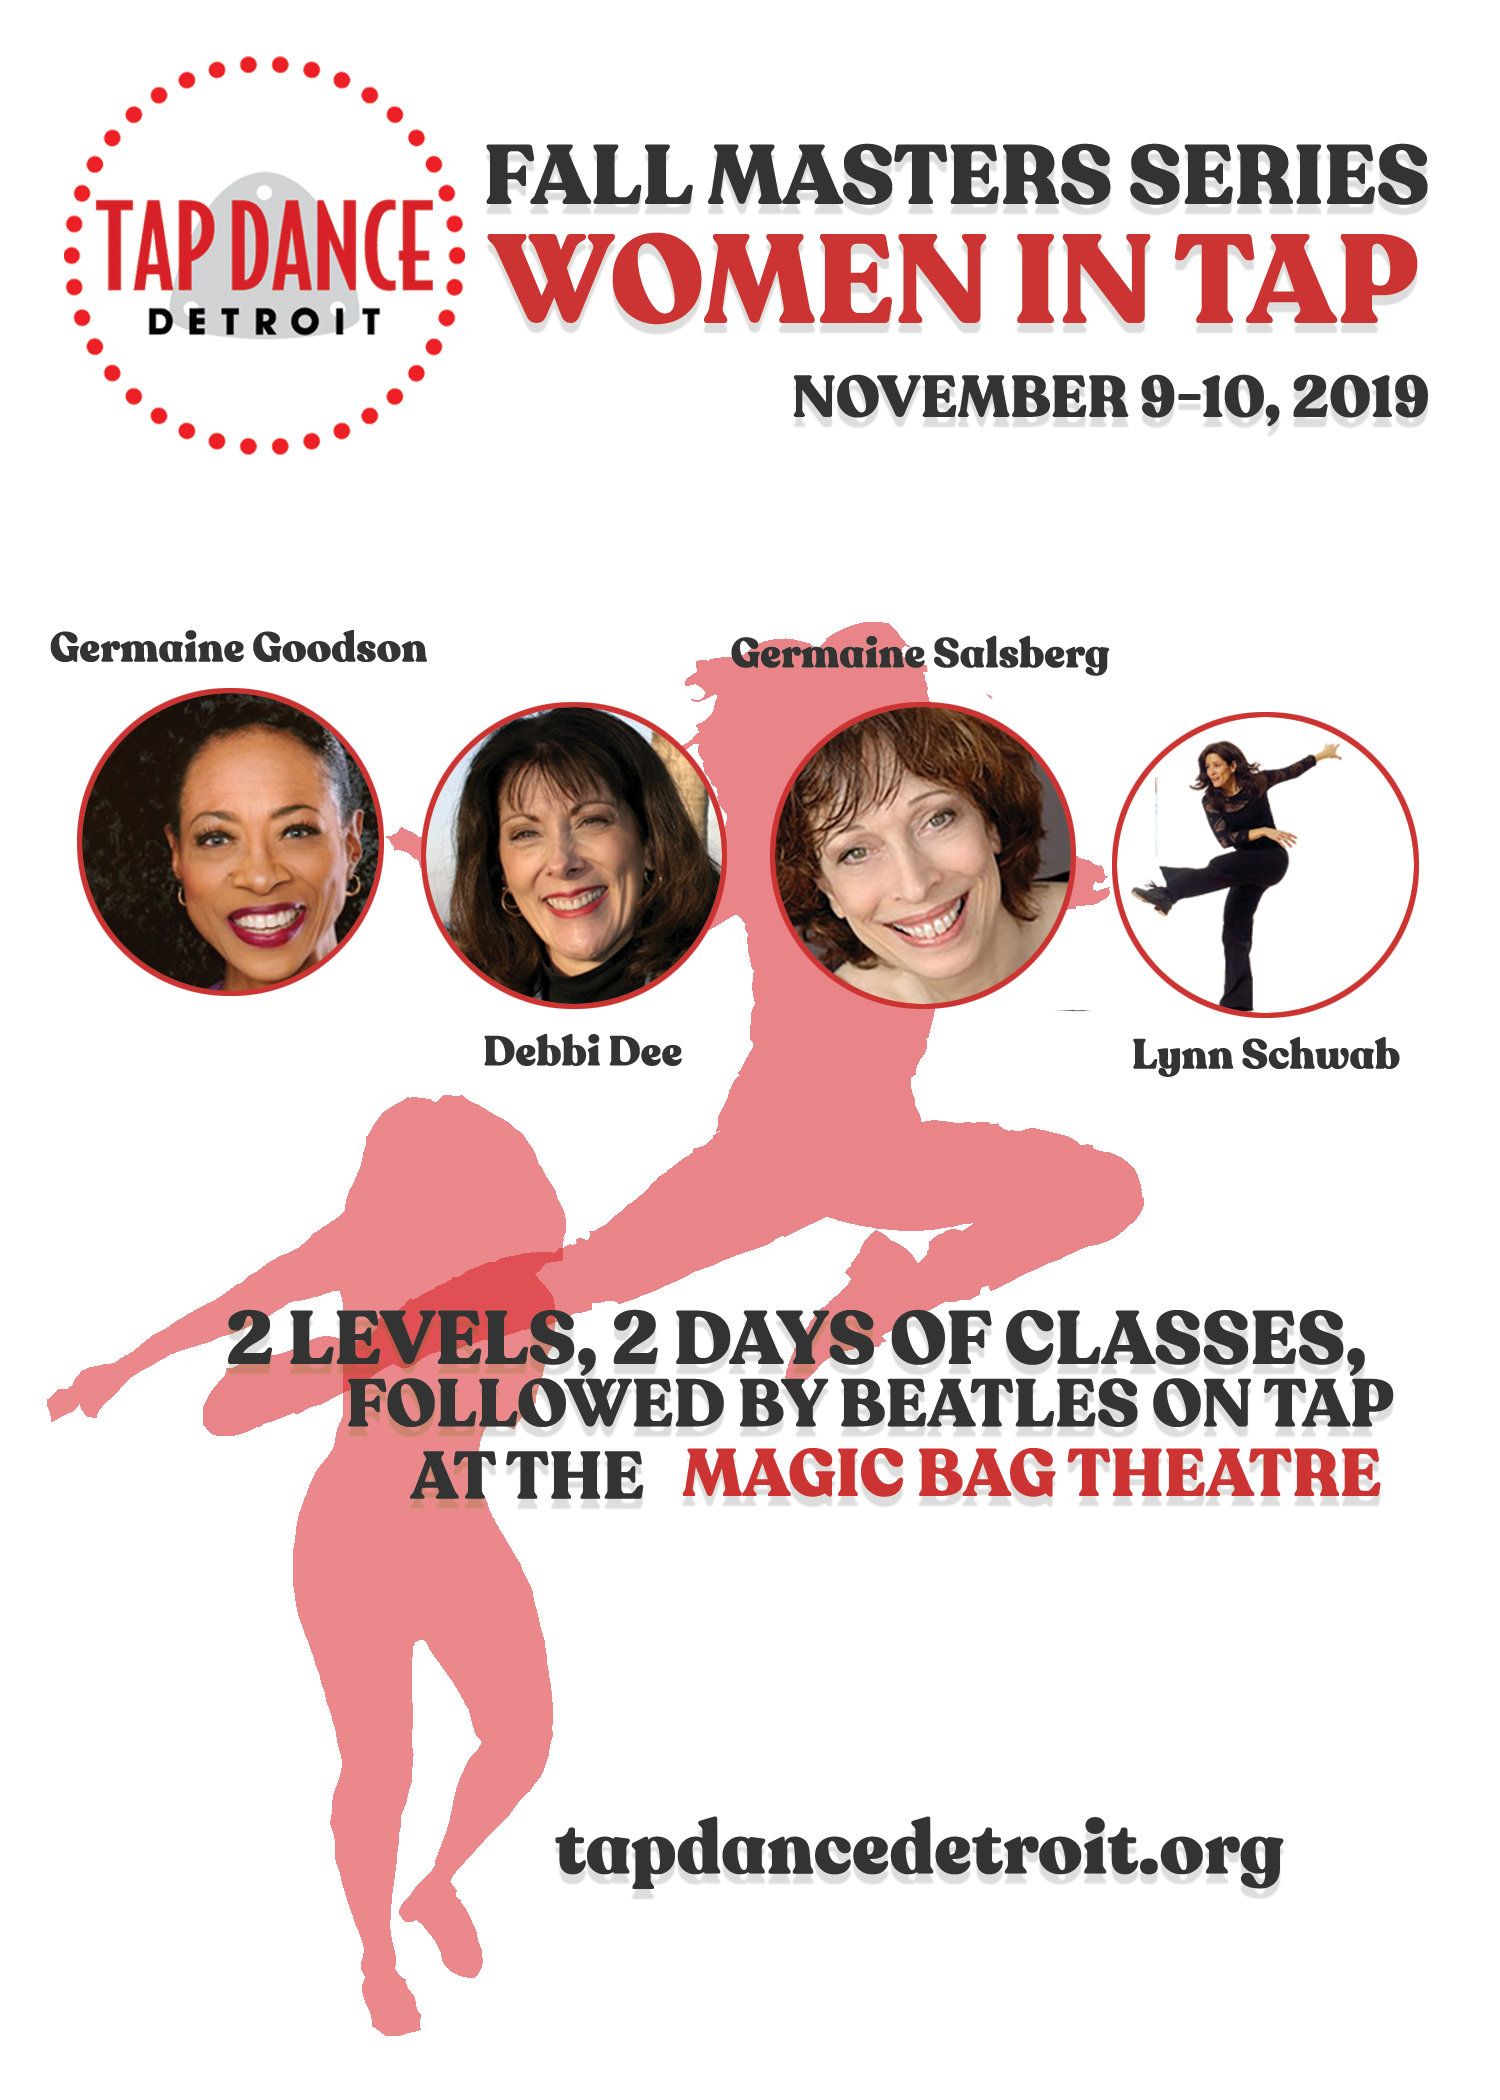 TAP DANCE
DETROIT
FALL MASTERS SERIES
WOMEN IN TAP
NOVEMBER 9-10, 2019
Germaine Goodson
Germaine Salsberg
Debbi Dee
Lynn Schwab
2 LEVELS, 2 DAYS OF CLASSES,
FOLLOWED BY BEATLES ON TAP
AT THE MAGIC BAG THEATRE
tapdancedetroit.org